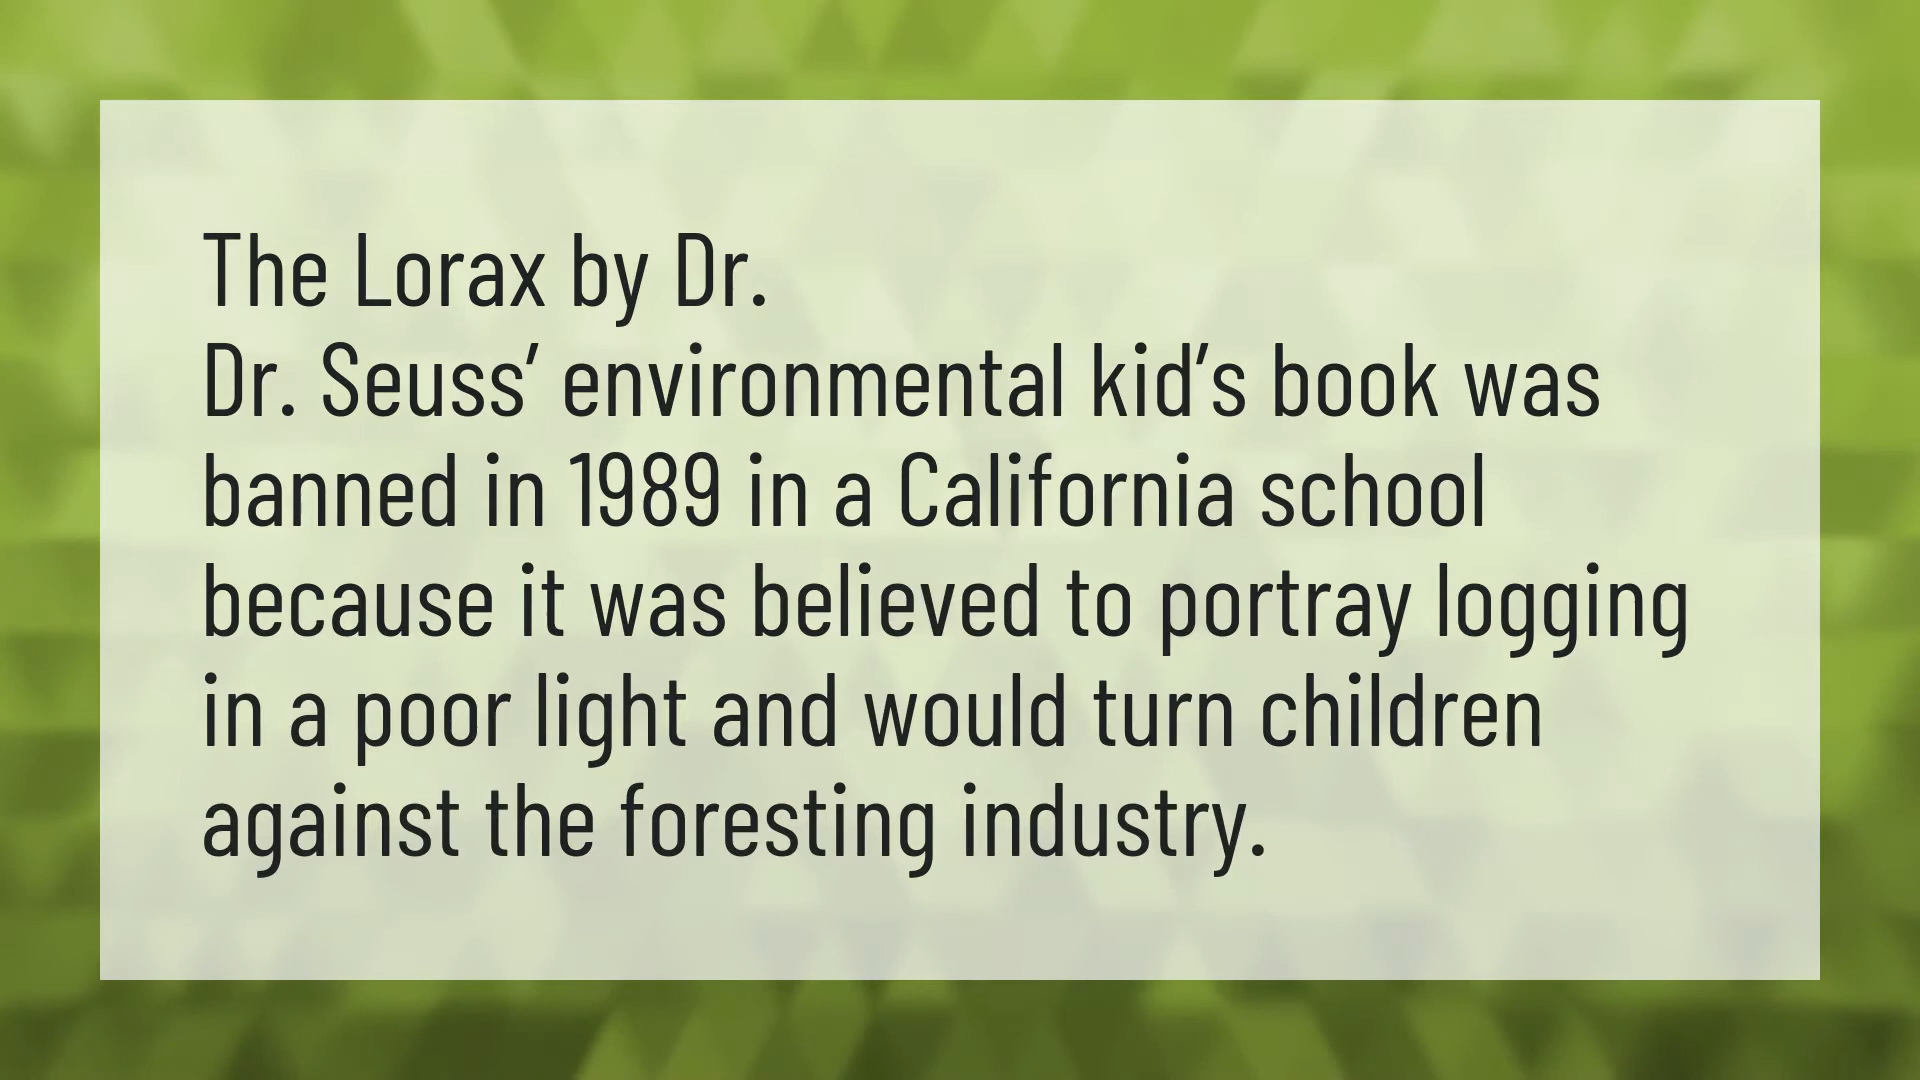 The Lorax by Dr.
Dr. Seuss’ environmental kid’s book was
banned in 1989 in a California school
because it was believed to portray logging
in a poor light and would turn children
against the foresting industry.